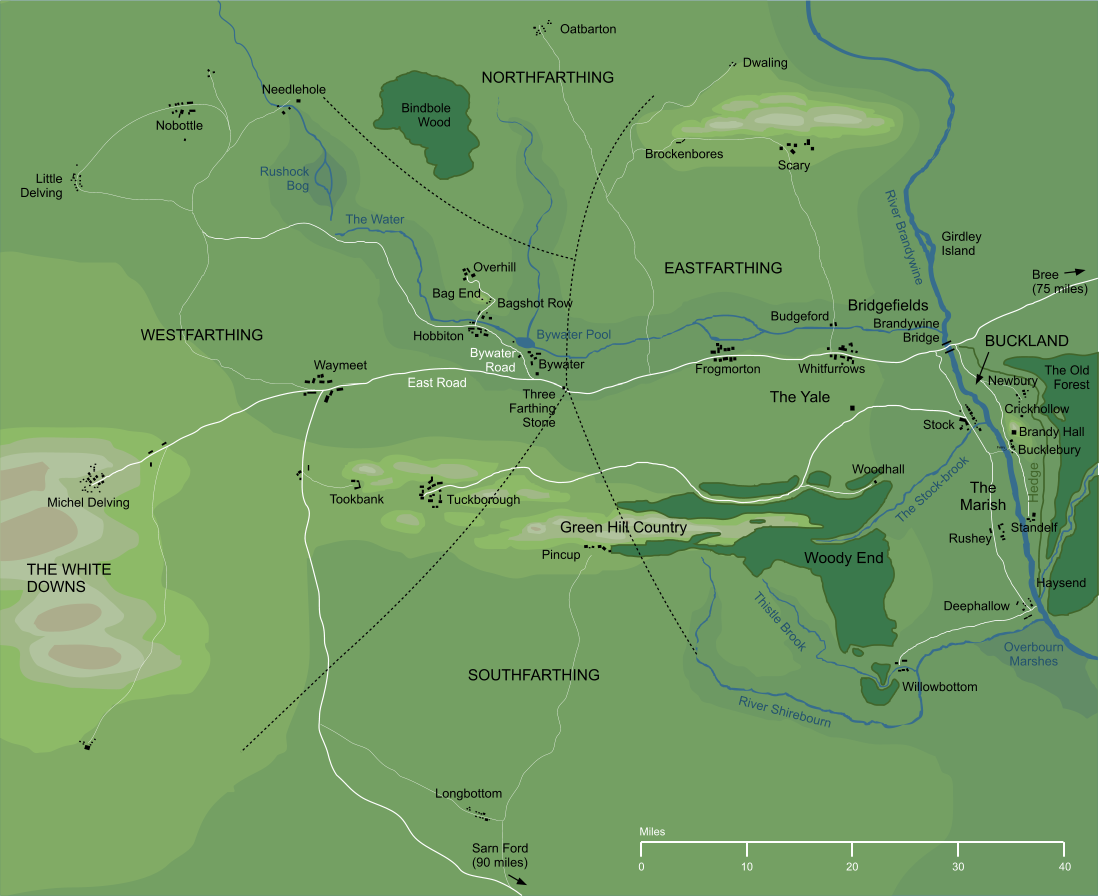 Oatbarton
NORTHFARTHING
Dwaling
Needlehole
Bindbole
Wood
Nobottle
Brockenbores
Scary
Little
Delving
Rushock
Bog
The Water
River Brandywine
Girdley
Island
Overhill
EASTFARTHING
Bree
(75 miles)
Bag End
Bagshot Row
Bridgefields
Budgeford
Brandywine
Bridge
WESTFARTHING
Hobbiton
Bywater Pool
BUCKLAND
Bywater
Road
Bywater
Waymeet
East Road
Frogmorton
Whitfurrows
The Old
Forest
Newbury
Three
Farthing
Stone
The Yale
Crickhollow
Stock
Brandy Hall
Bucklebury
Michel Delving
Tookbank
Tuckborough
Woodhall
The Stock-brook
Hedge
The
Marish
Green Hill Country
Standelf
Rushey
Pincup
Woody End
THE WHITE
DOWNS
Haysend
Deephallow
Thistle Brook
Overbourn
Marshes
SOUTHFARTHING
Willowbottom
River Shirebourn
Longbottom
Sarn Ford
(90 miles)
Miles
0 10 20 30 40